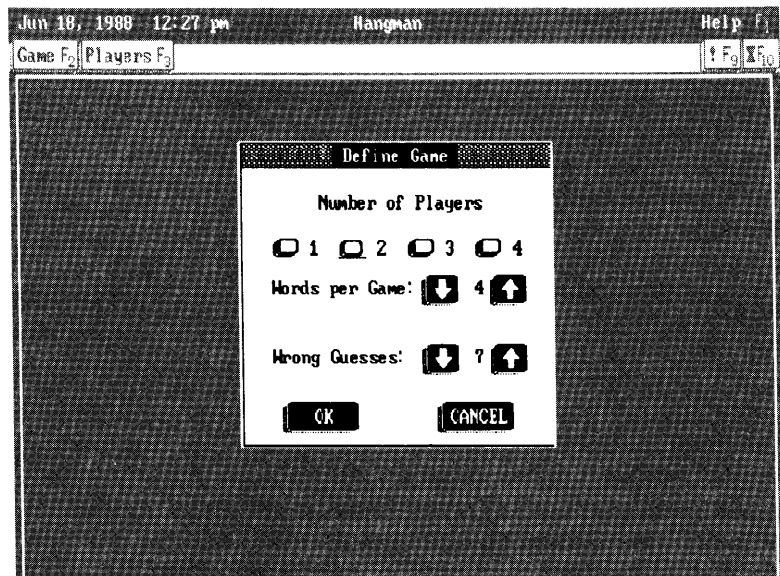 Jun 18, 1988 12:27 pm Hangman Help F1
Game F2 Players F3 ! F9 XF10
Define Game
Number of Players
1 2 3 4
Words per Game: 4
Wrong Guesses: 7
OK CANCEL